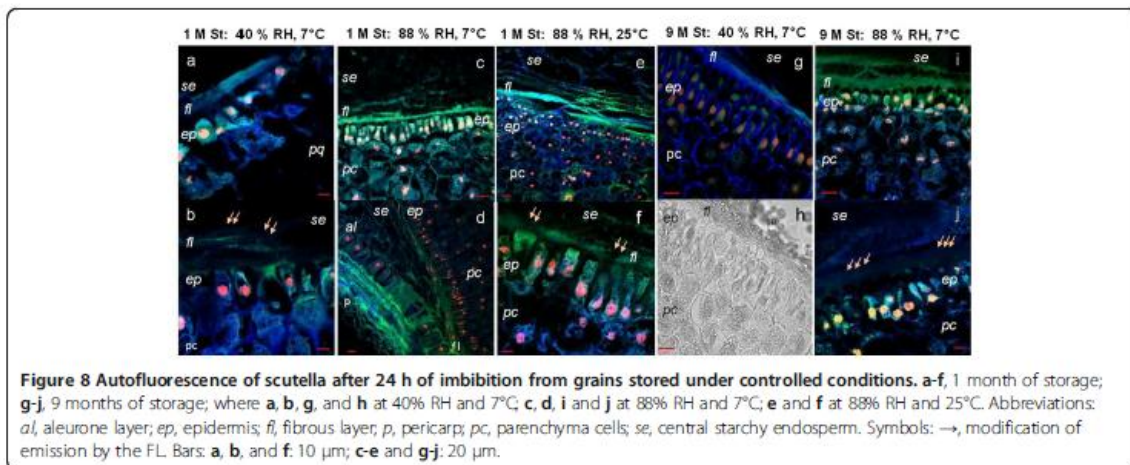 1 M St: 40 % RH, 7°C 1 M St: 88 % RH, 7°C 1 M St: 88 % RH, 25°C 9 M St: 40 % RH, 7°C 9 M St: 88 % RH, 7°C
a
se
fl
ep
pq
c
se
fl
ep
pc
e
se
fl
ep
pc
g
se
fl
ep
pc
i
se
fl
ep
pc
b
se
fl
ep
pc
d
se
ep
al
pc
p
fl
f
se
fl
ep
pc
h
ep
fl
pc
j
se
ep
pc
Figure 8 Autofluorescence of scutella after 24 h of imbibition from grains stored under controlled conditions. a-f, 1 month of storage;
g-j, 9 months of storage; where a, b, g, and h at 40% RH and 7°C; c, d, i and j at 88% RH and 7°C; e and f at 88% RH and 25°C. Abbreviations:
al, aleurone layer; ep, epidermis; fl, fibrous layer; p, pericarp; pc, parenchyma cells; se, central starchy endosperm. Symbols: →, modification of
emission by the FL. Bars: a, b, and f: 10 μm; c-e and g-j: 20 μm.